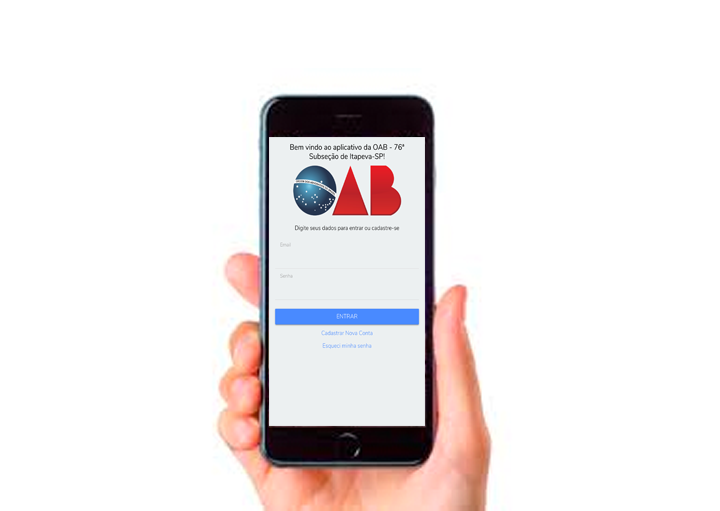 Bem vindo ao aplicativo da OAB - 76ª
Subseção de Itapeva-SP!
OAB
Digite seus dados para entrar ou cadastre-se
Email
Senha
ENTRAR
Cadastrar Nova Conta
Esqueci minha senha